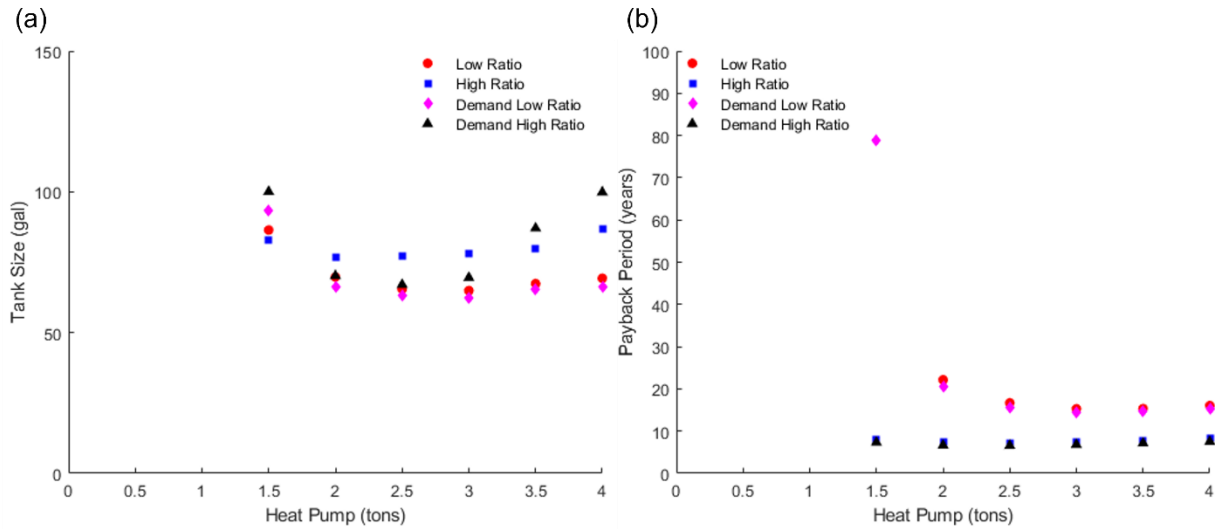 (a)
150
100
50
0
Tank Size (gal)
Low Ratio
High Ratio
Demand Low Ratio
Demand High Ratio
0 0.5 1 1.5 2 2.5 3 3.5 4
Heat Pump (tons)
(b)
100
90
80
70
60
50
40
30
20
10
0
Payback Period (years)
Low Ratio
High Ratio
Demand Low Ratio
Demand High Ratio
0 0.5 1 1.5 2 2.5 3 3.5 4
Heat Pump (tons)